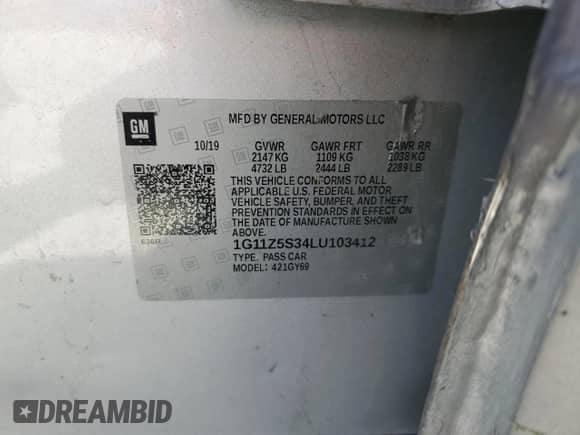 GM
MFD BY GENERAL MOTORS LLC
10/19 GVWR GAWR FRT GAWR RR
2147 KG 1109 KG 1038 KG
4732 LB 2444 LB 2289 LB
THIS VEHICLE CONFORMS TO ALL
APPLICABLE U.S. FEDERAL MOTOR
VEHICLE SAFETY, BUMPER, AND THEFT
PREVENTION STANDARDS IN EFFECT ON
THE DATE OF MANUFACTURE SHOWN
ABOVE.
1G11Z5S34LU103412
TYPE: PASS CAR
MODEL: 421GY69
DREAMBID